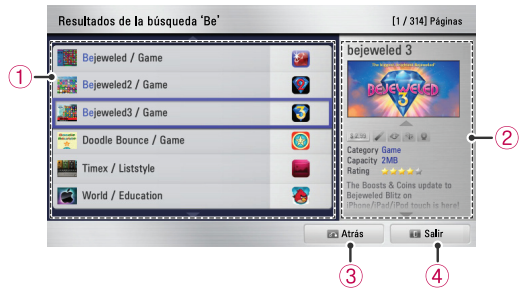 Resultados de la búsqueda 'Be'
[1 / 314] Páginas
Bejeweled / Game
Bejeweled2 / Game
Bejeweled3 / Game
Doodle Bounce / Game
Timex / Liststyle
World / Education
bejeweled 3
BEJEWELED
3
Category Game
Capacity 2MB
Rating
The Boosts & Coins update to
Bejeweled Blitz on
iPhone/iPad/iPod touch is here!
Atrás
Salir
1
2
3
4